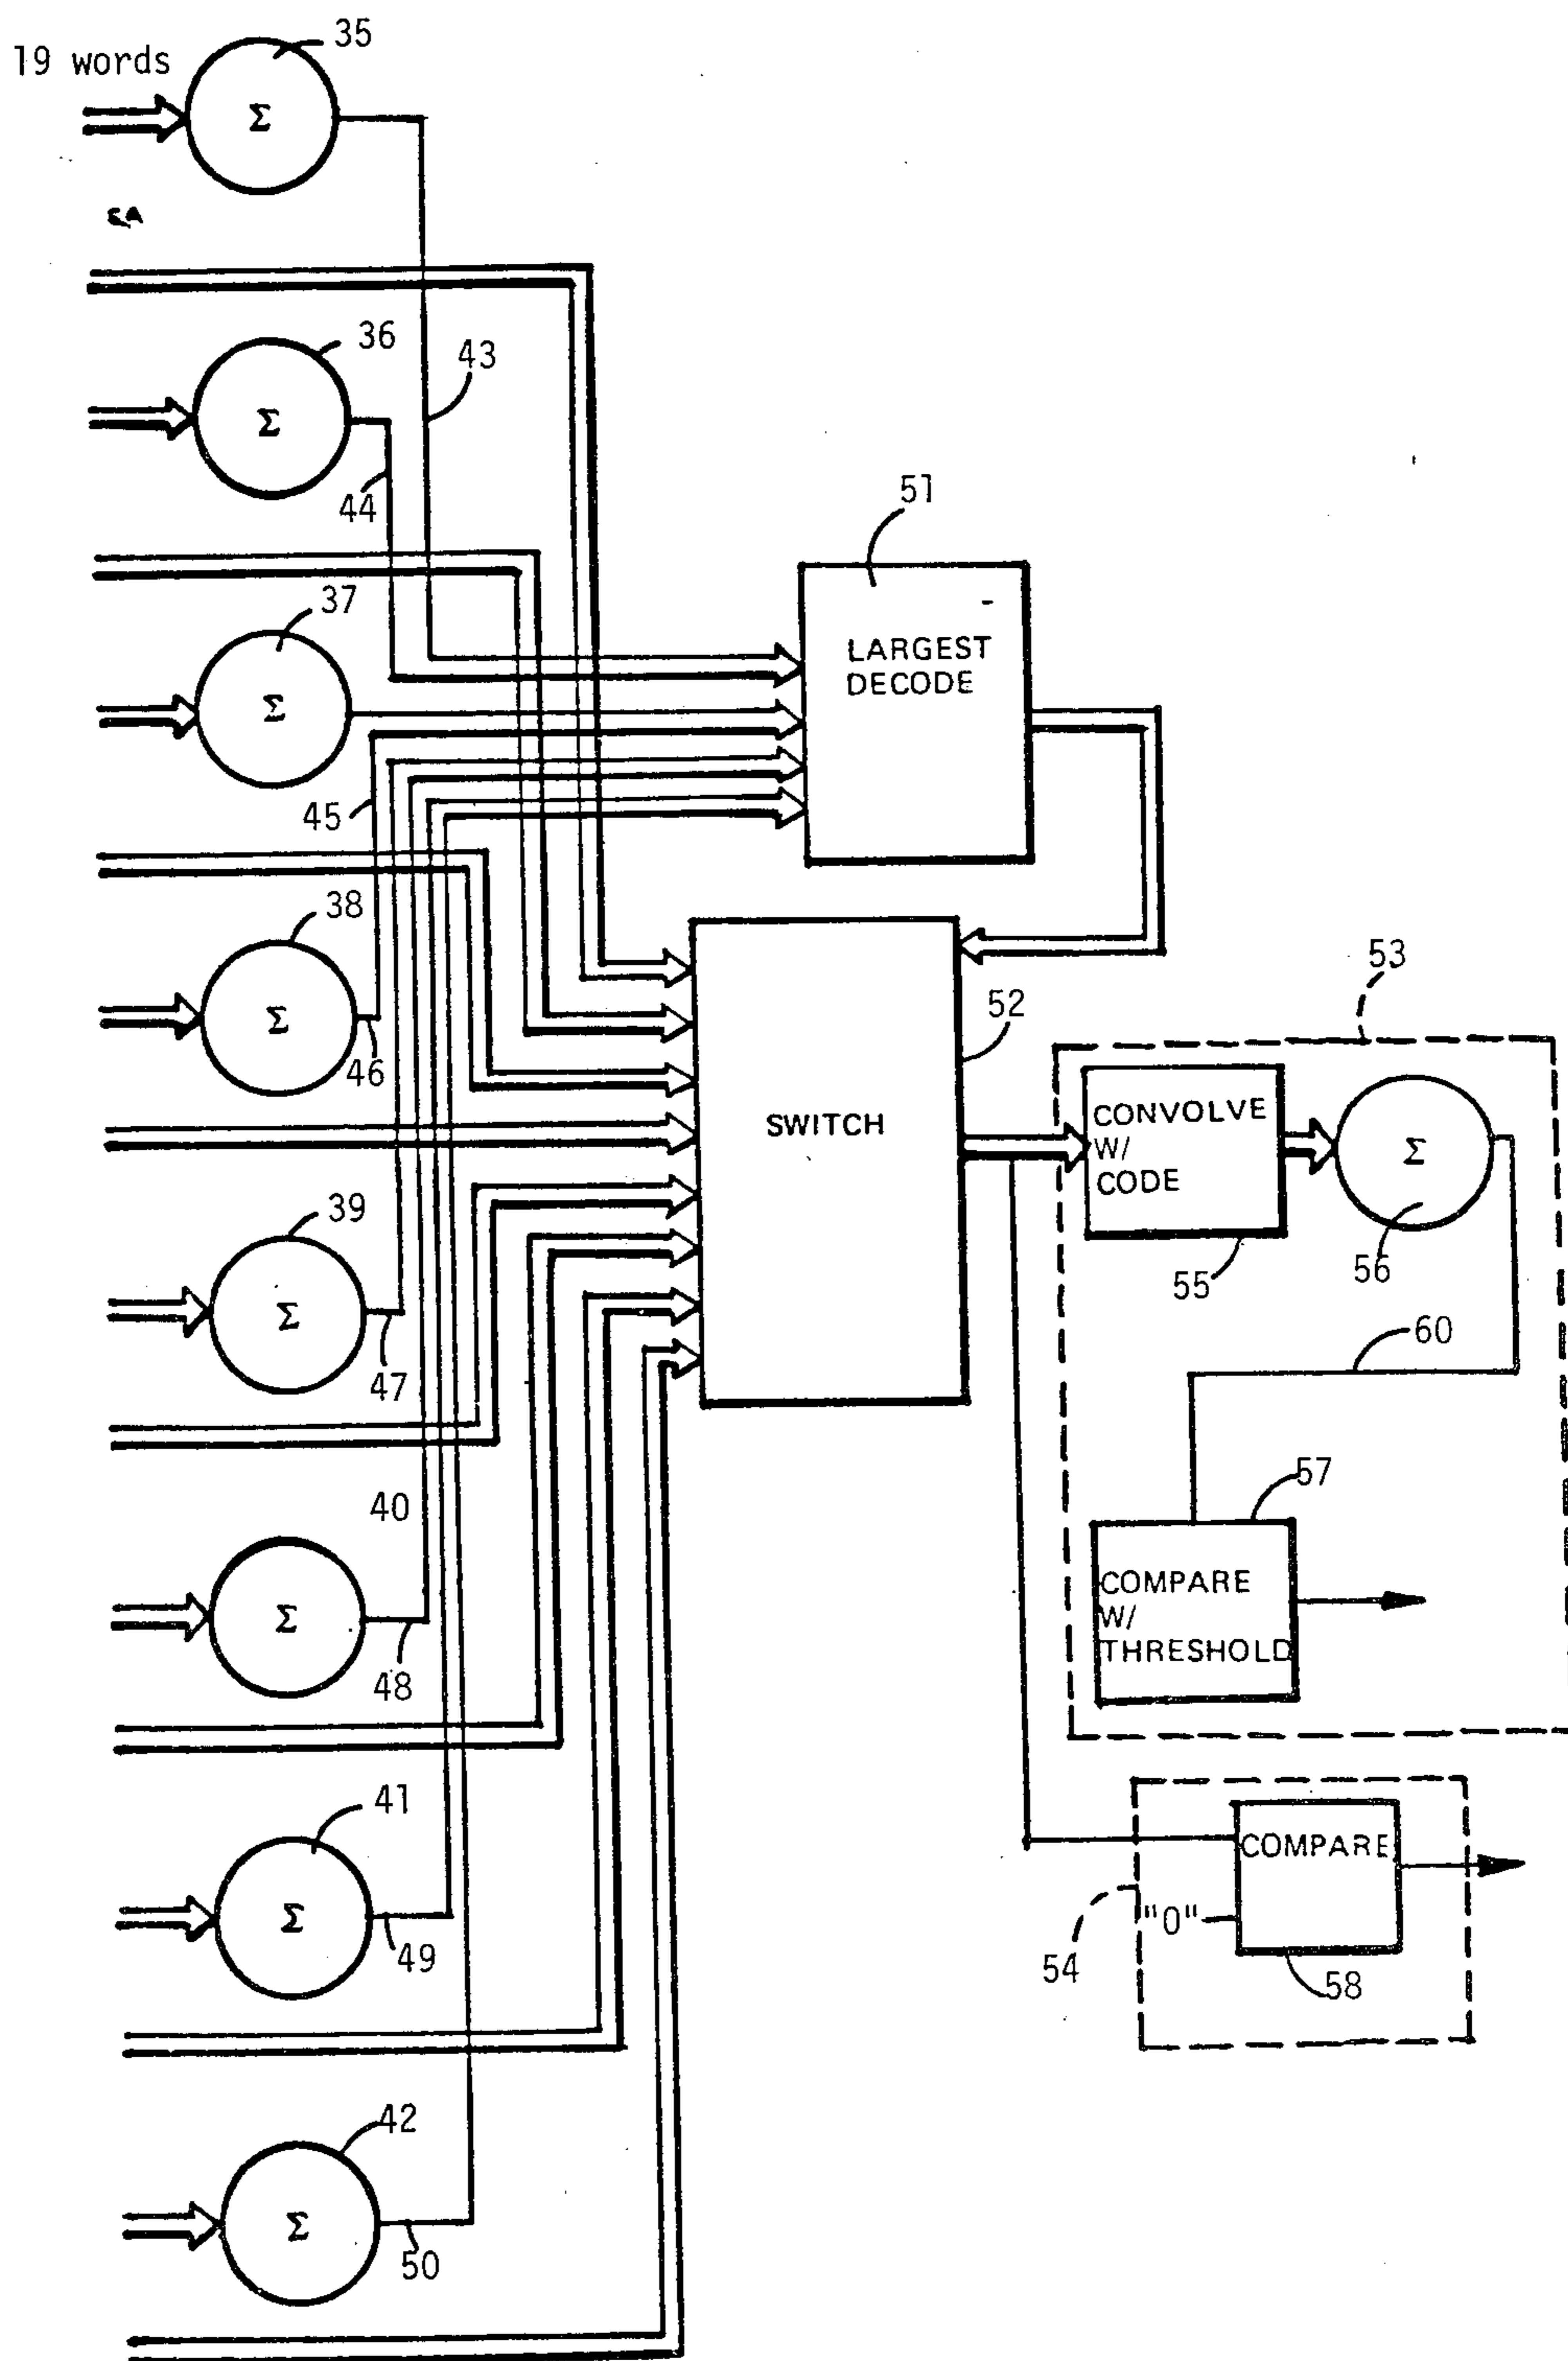 35
19 words
Σ
ΣA
36
43
Σ
44
51
37
LARGEST
DECODE
Σ
45
38
53
52
Σ
46
CONVOLVE
W/
CODE
SWITCH
Σ
39
56
55
Σ
60
47
57
40
COMPARE
W/
THRESHOLD
Σ
48
41
COMPARE
Σ
"0"
49
54
58
42
Σ
50